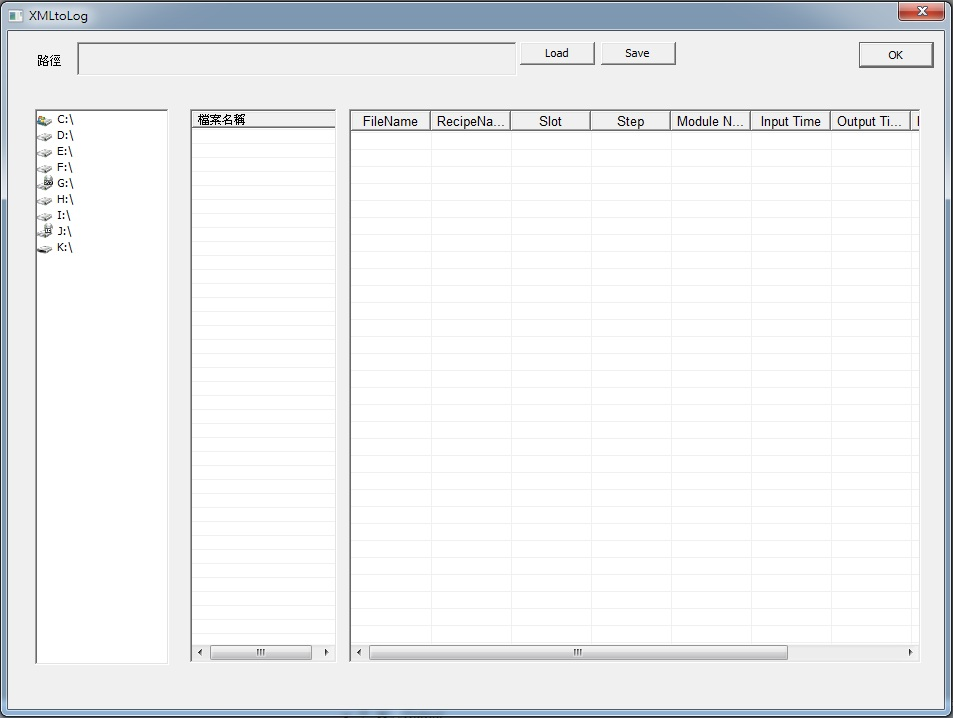 XMLtoLog
路徑
Load
Save
OK
C:\
D:\
E:\
F:\
G:\
H:\
I:\
J:\
K:\
檔案名稱
FileName RecipeNa... Slot Step Module N... Input Time Output Ti...